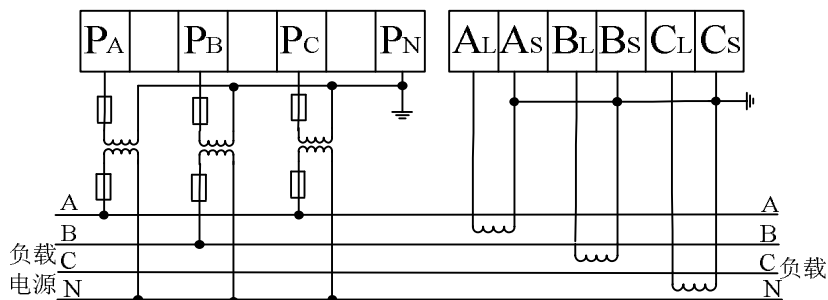 PA PB PC PN AL AS BL BS CL CS
A A
B B
负载
C C 负载
电源
N N